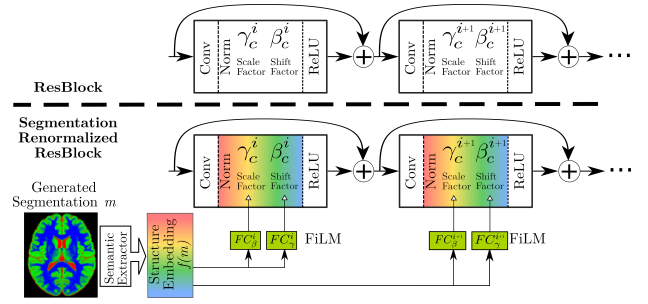 ResBlock
Conv
Norm
γ_c^i β_c^i
Scale Factor
Shift Factor
ReLU
+
Conv
Norm
γ_c^{i+1} β_c^{i+1}
Scale Factor
Shift Factor
ReLU
+
...
Segmentation
Renormalized
ResBlock
Conv
Norm
γ_c^i β_c^i
Scale Factor
Shift Factor
ReLU
+
Conv
Norm
γ_c^{i+1} β_c^{i+1}
Scale Factor
Shift Factor
ReLU
+
...
Generated
Segmentation m
Semantic
Extractor
Structure
Embedding
f(m)
FC_β^i
FC_γ^i
FiLM
FC_β^{i+1}
FC_γ^{i+1}
FiLM